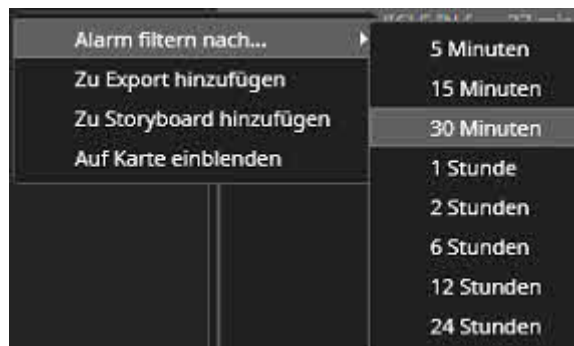 Alarm filtern nach...
Zu Export hinzufügen
Zu Storyboard hinzufügen
Auf Karte einblenden
5 Minuten
15 Minuten
30 Minuten
1 Stunde
2 Stunden
6 Stunden
12 Stunden
24 Stunden